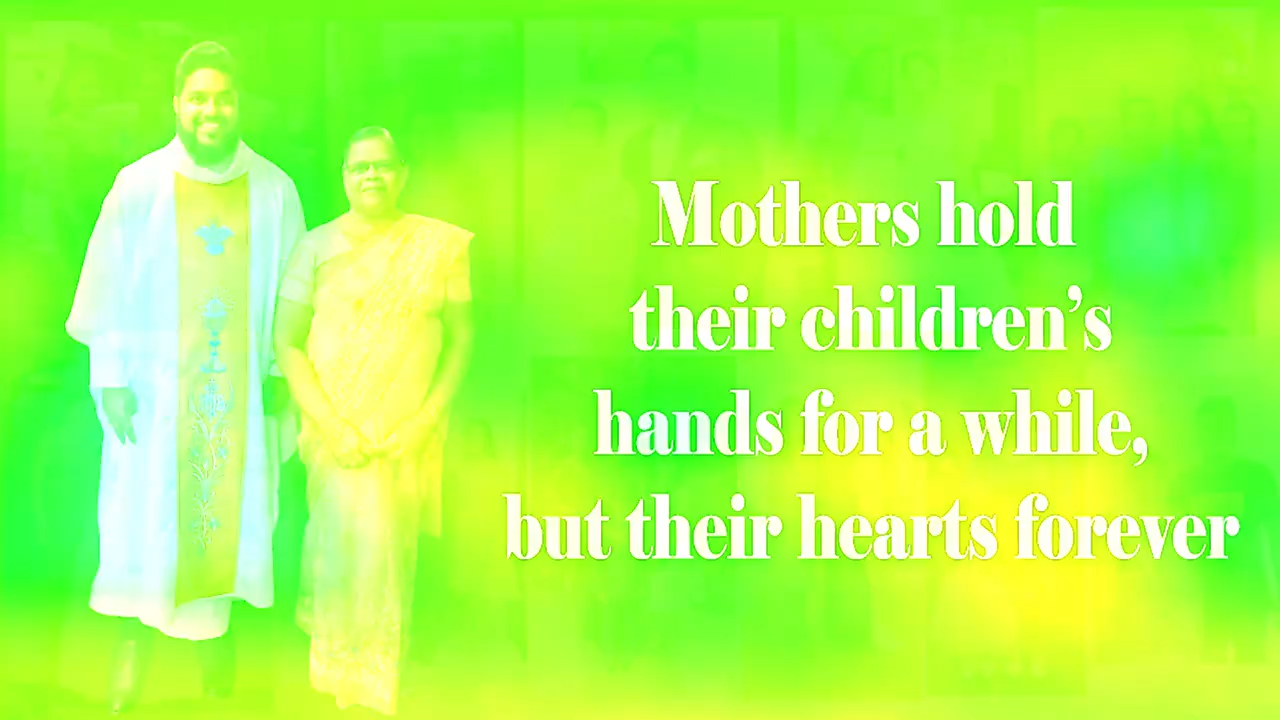 Mothers hold
their children’s
hands for a while,
but their hearts forever